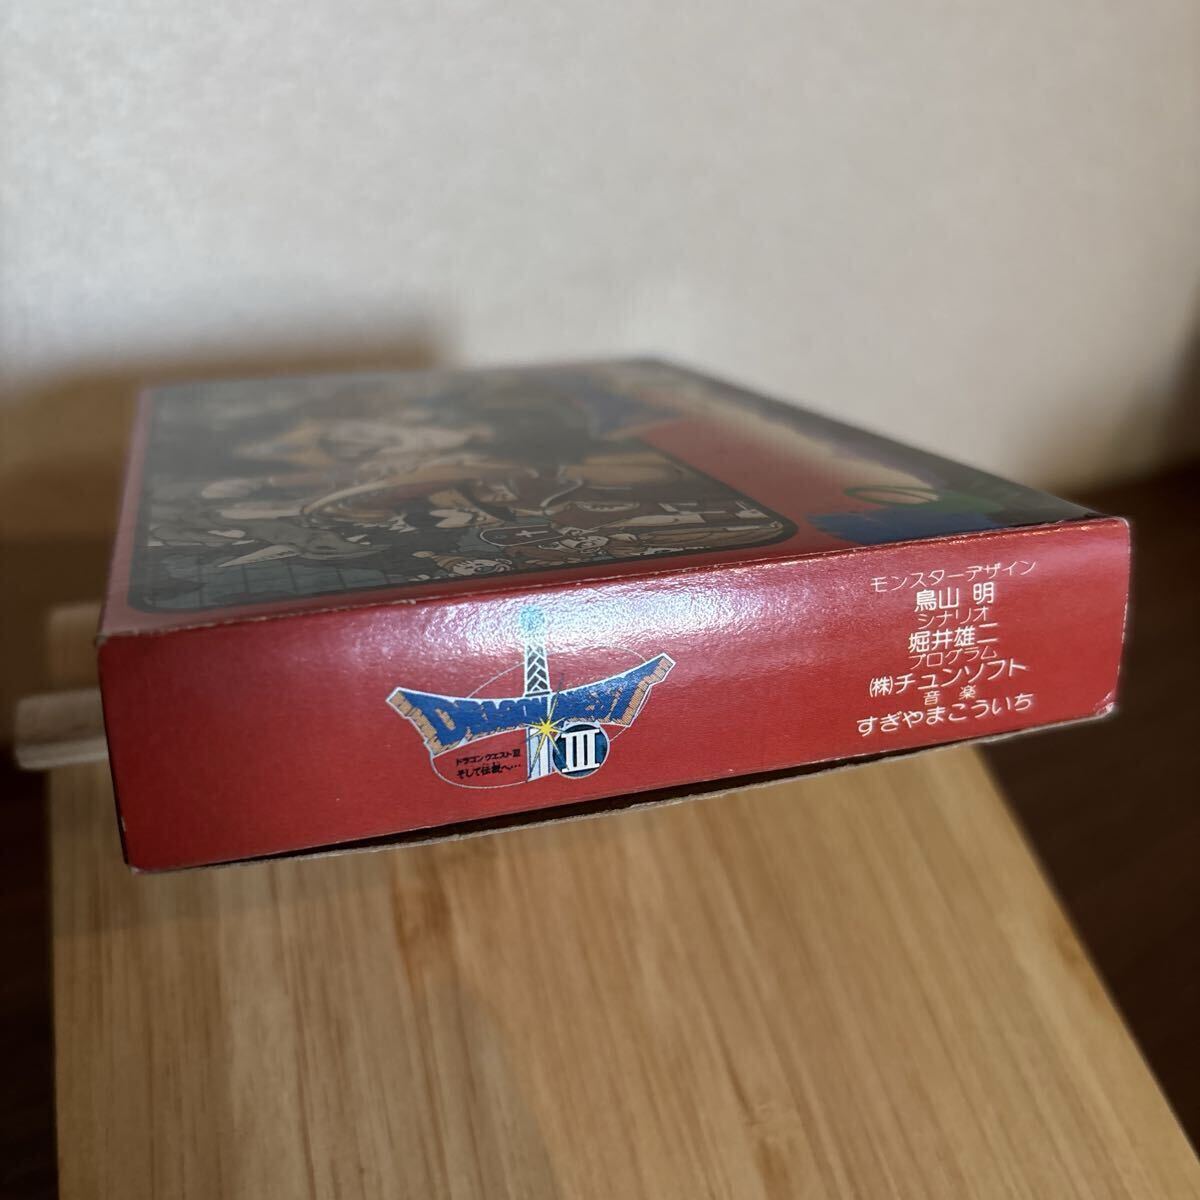 DRAGON QUEST
III
ドラゴンクエストIII
そして伝説へ…
モンスターデザイン
鳥山 明
シナリオ
堀井雄二
プログラム
(株)チュンソフト
音 楽
すぎやまこういち